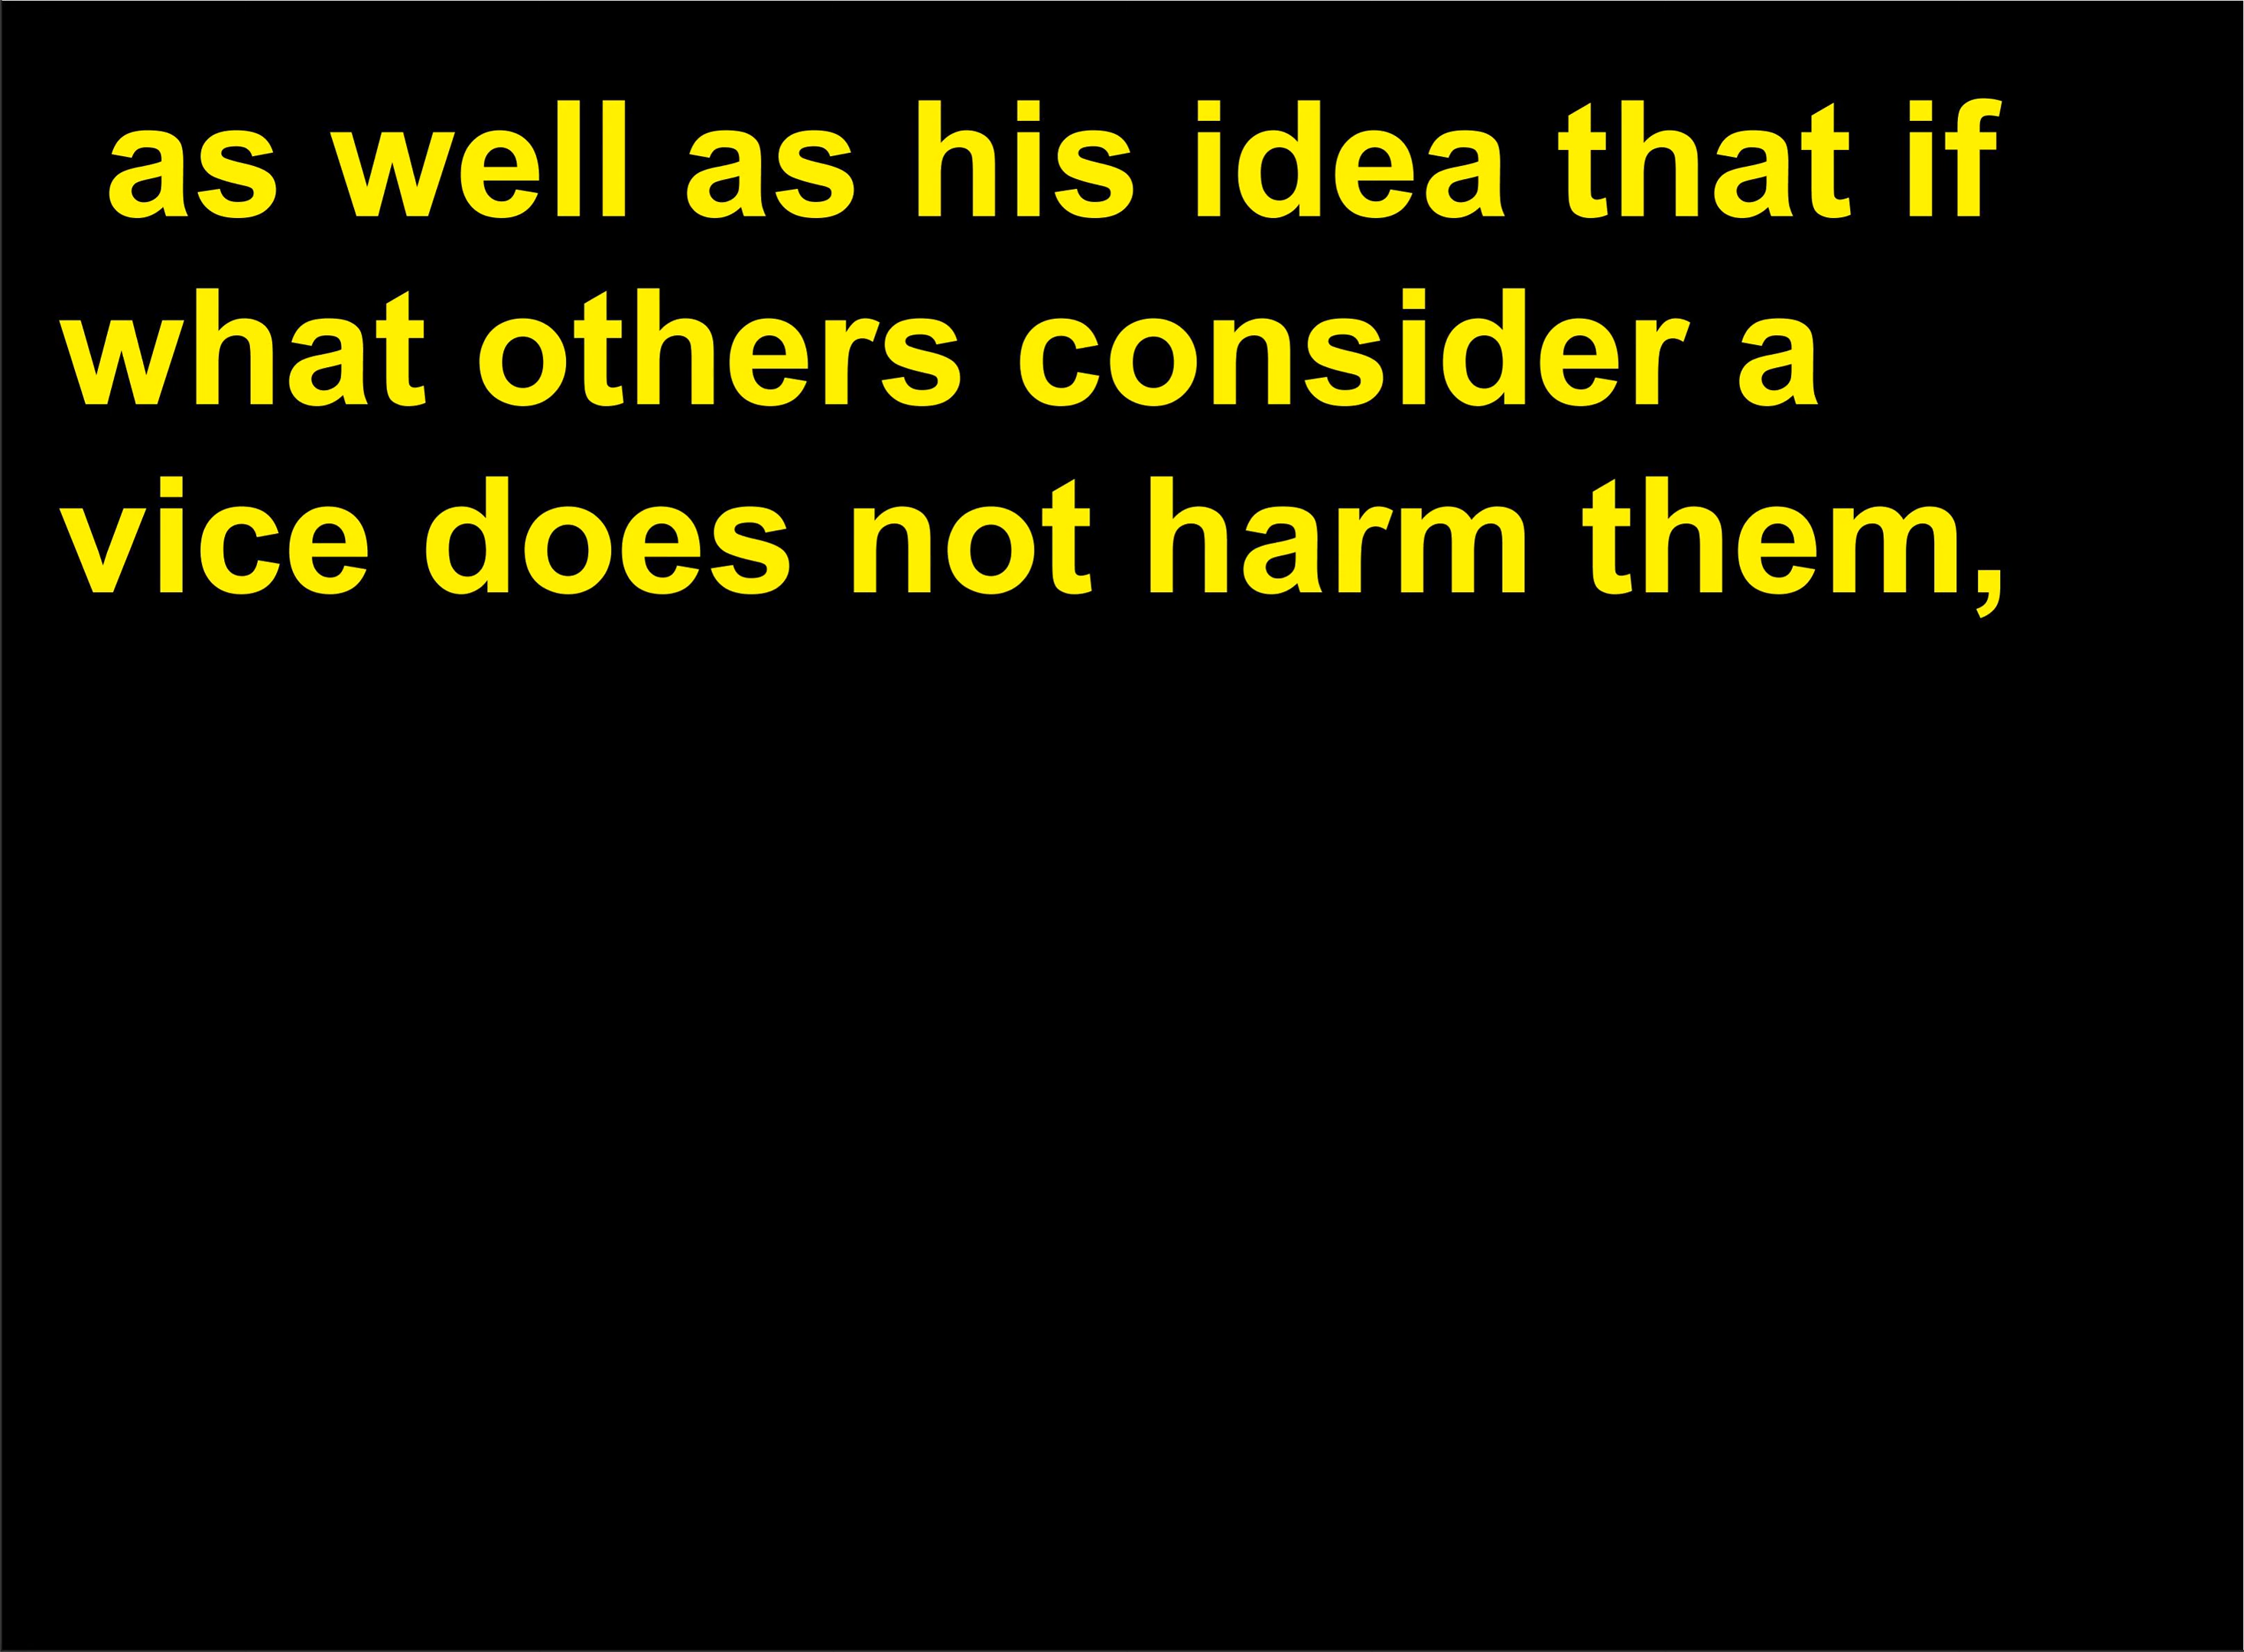 as well as his idea that if
what others consider a
vice does not harm them,